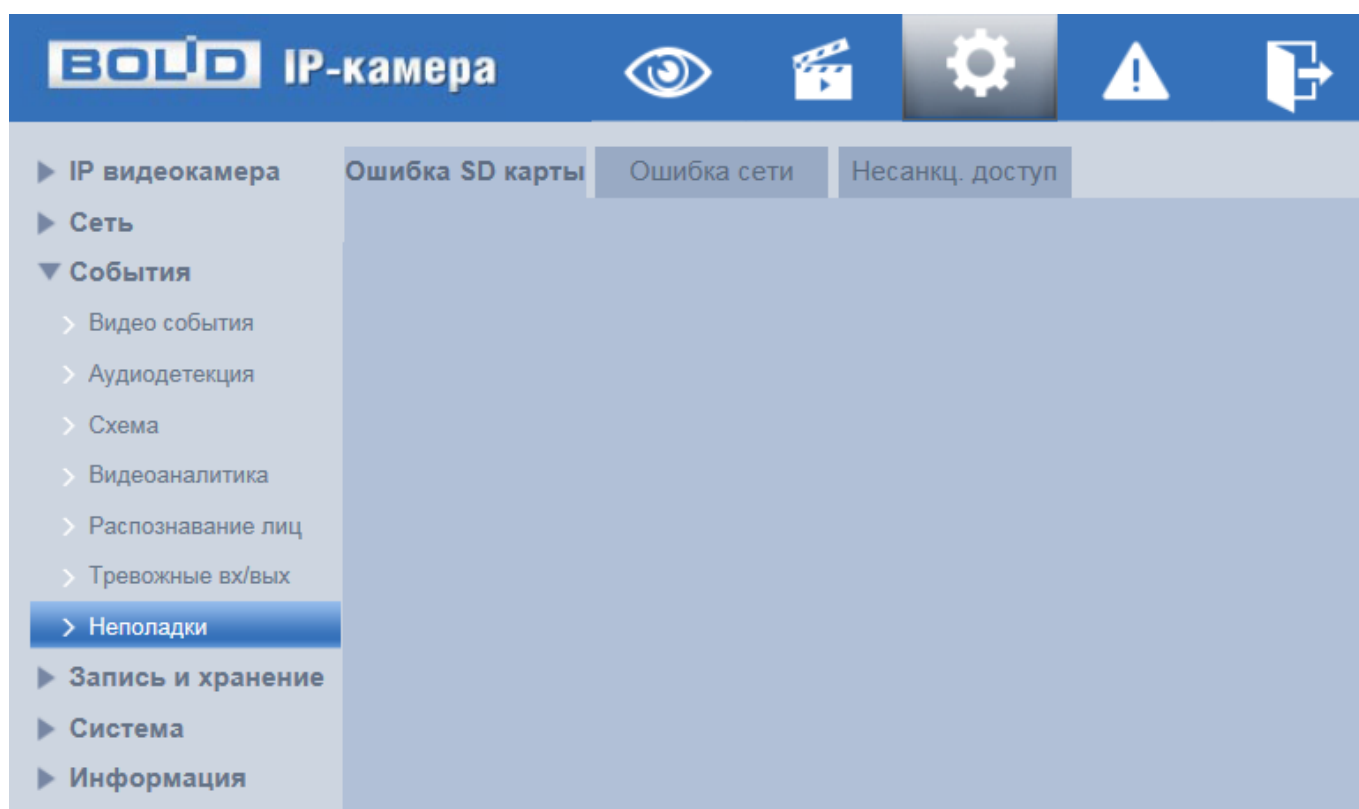 BOLID IP-камера
IP видеокамера
Сеть
События
Видео события
Аудиодетекция
Схема
Видеоаналитика
Распознавание лиц
Тревожные вх/вых
Неполадки
Запись и хранение
Система
Информация
Ошибка SD карты Ошибка сети Несанкц. доступ